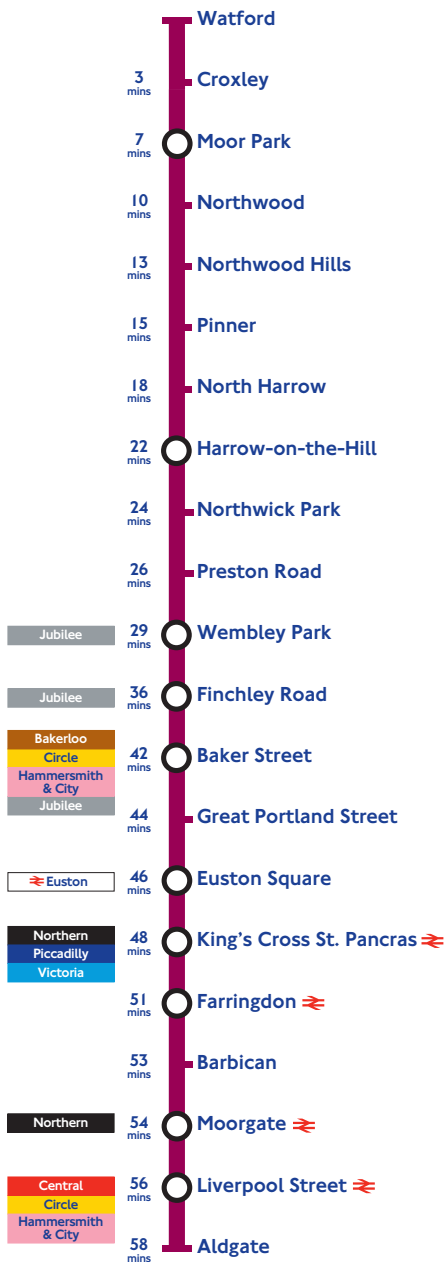 Watford
3
mins
Croxley
7
mins
Moor Park
10
mins
Northwood
13
mins
Northwood Hills
15
mins
Pinner
18
mins
North Harrow
22
mins
Harrow-on-the-Hill
24
mins
Northwick Park
26
mins
Preston Road
Jubilee
29
mins
Wembley Park
Jubilee
36
mins
Finchley Road
Bakerloo
Circle
Hammersmith
& City
Jubilee
42
mins
Baker Street
44
mins
Great Portland Street
Euston
46
mins
Euston Square
Northern
Piccadilly
Victoria
48
mins
King's Cross St. Pancras
51
mins
Farringdon
53
mins
Barbican
Northern
54
mins
Moorgate
Central
Circle
Hammersmith
& City
56
mins
Liverpool Street
58
mins
Aldgate